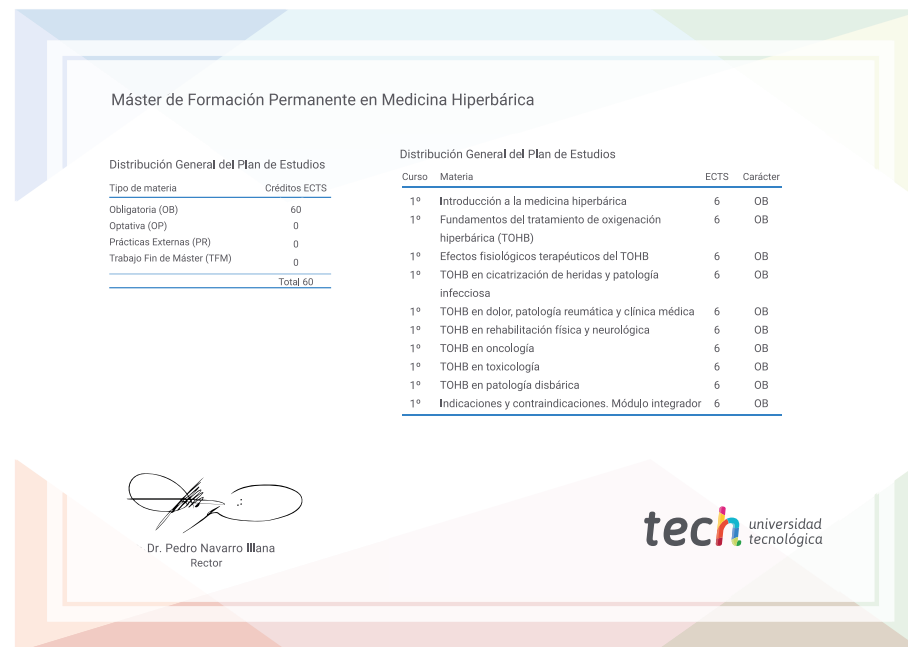 Máster de Formación Permanente en Medicina Hiperbárica
Distribución General del Plan de Estudios
Tipo de materia Créditos ECTS
Obligatoria (OB) 60
Optativa (OP) 0
Prácticas Externas (PR) 0
Trabajo Fin de Máster (TFM) 0
Total 60
Distribución General del Plan de Estudios
Curso Materia ECTS Carácter
1º Introducción a la medicina hiperbárica 6 OB
1º Fundamentos del tratamiento de oxigenación 6 OB
hiperbárica (TOHB)
1º Efectos fisiológicos terapéuticos del TOHB 6 OB
1º TOHB en cicatrización de heridas y patología 6 OB
infecciosa
1º TOHB en dolor, patología reumática y clínica médica 6 OB
1º TOHB en rehabilitación física y neurológica 6 OB
1º TOHB en oncología 6 OB
1º TOHB en toxicología 6 OB
1º TOHB en patología disbárica 6 OB
1º Indicaciones y contraindicaciones. Módulo integrador 6 OB
Dr. Pedro Navarro Illana
Rector
tech universidad
tecnológica